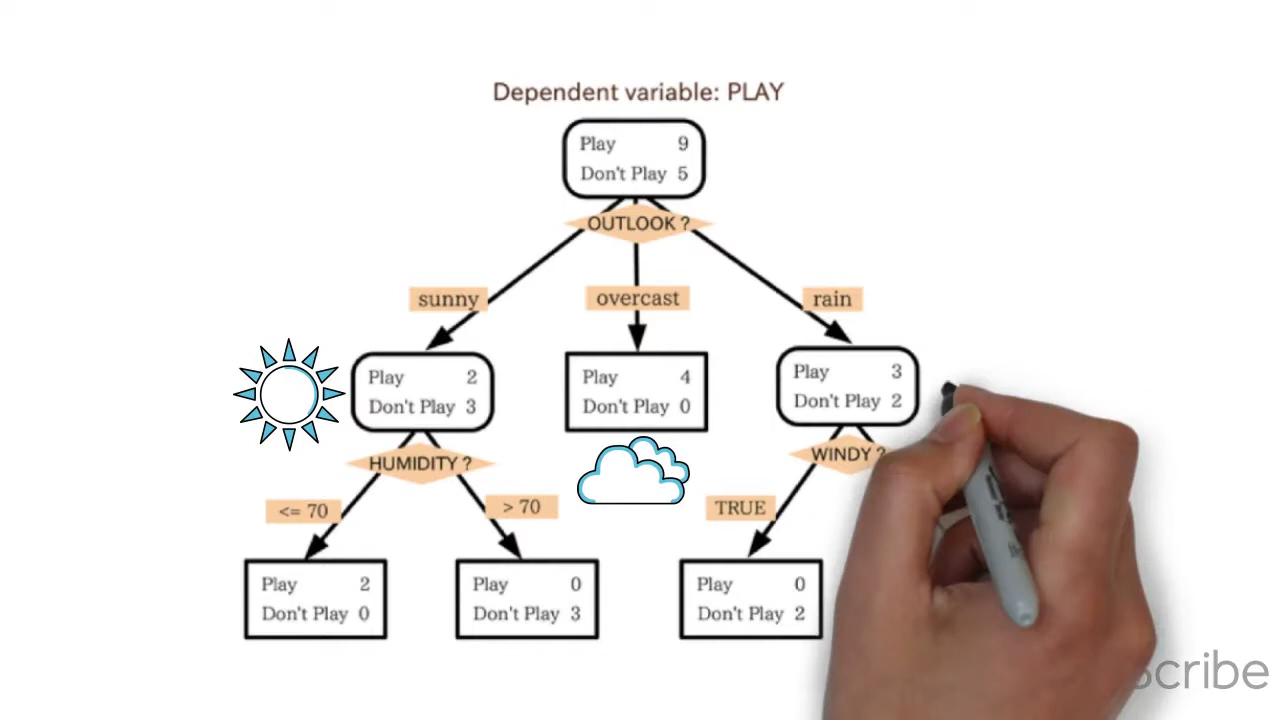 Dependent variable: PLAY
Play 9
Don't Play 5
OUTLOOK ?
sunny
overcast
rain
Play 2
Don't Play 3
Play 4
Don't Play 0
Play 3
Don't Play 2
HUMIDITY ?
WINDY ?
<= 70
> 70
TRUE
Play 2
Don't Play 0
Play 0
Don't Play 3
Play 0
Don't Play 2
scribe